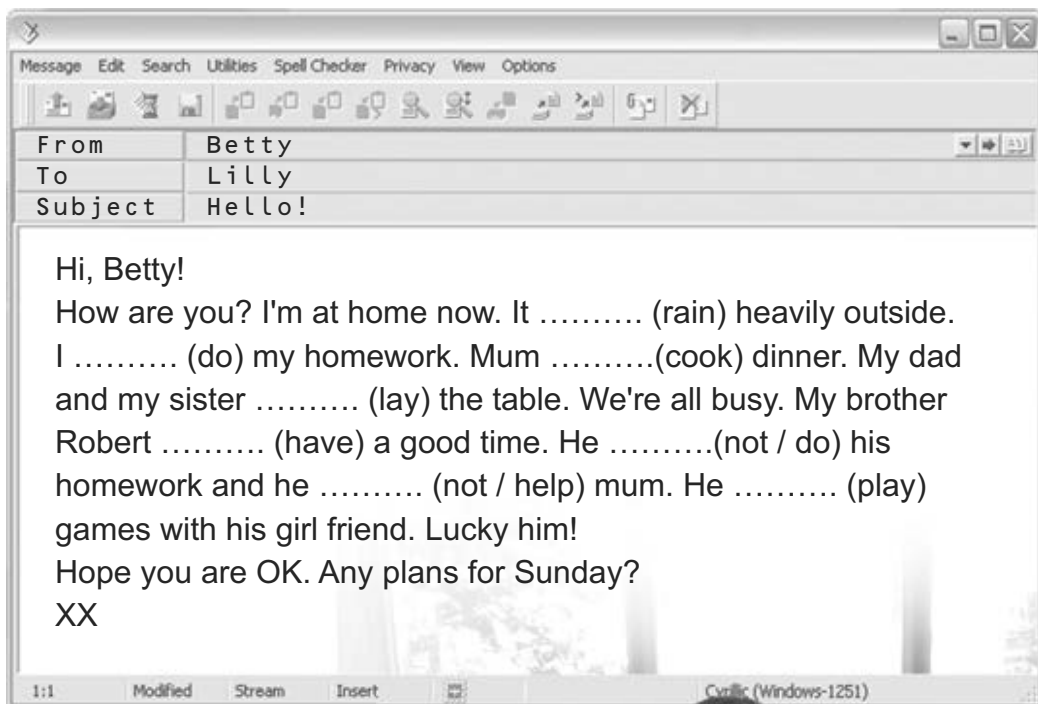 Message Edit Search Utilities Spell Checker Privacy View Options
From Betty
To Lilly
Subject Hello!
Hi, Betty!
How are you? I'm at home now. It .......... (rain) heavily outside.
I .......... (do) my homework. Mum ..........(cook) dinner. My dad
and my sister .......... (lay) the table. We're all busy. My brother
Robert .......... (have) a good time. He ..........(not / do) his
homework and he .......... (not / help) mum. He .......... (play)
games with his girl friend. Lucky him!
Hope you are OK. Any plans for Sunday?
XX
1:1 Modified Stream Insert Cyrillic (Windows-1251)